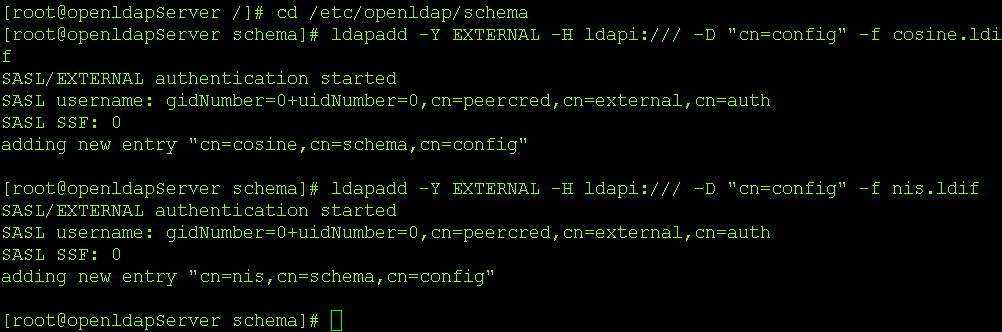 [root@openldapServer /]# cd /etc/openldap/schema
[root@openldapServer schema]# ldapadd -Y EXTERNAL -H ldapi:/// -D "cn=config" -f cosine.ldi
f
SASL/EXTERNAL authentication started
SASL username: gidNumber=0+uidNumber=0,cn=peercred,cn=external,cn=auth
SASL SSF: 0
adding new entry "cn=cosine,cn=schema,cn=config"
[root@openldapServer schema]# ldapadd -Y EXTERNAL -H ldapi:/// -D "cn=config" -f nis.ldif
SASL/EXTERNAL authentication started
SASL username: gidNumber=0+uidNumber=0,cn=peercred,cn=external,cn=auth
SASL SSF: 0
adding new entry "cn=nis,cn=schema,cn=config"
[root@openldapServer schema]#